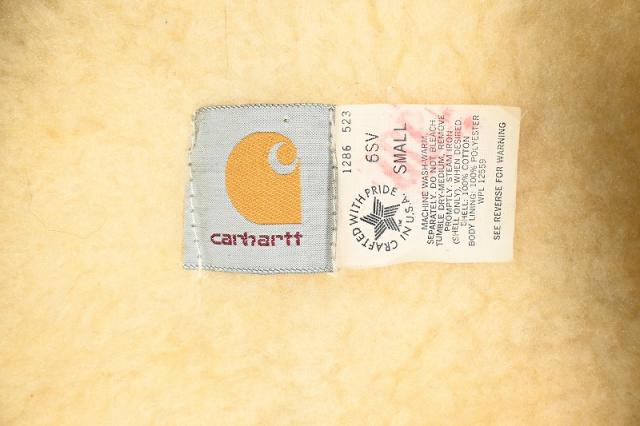 carhartt
1286 523
6SV
SMALL
CRAFTED WITH PRIDE
IN U.S.A.
MACHINE WASH-WARM,
SEPARATELY. DO NOT BLEACH.
TUMBLE DRY-MEDIUM, REMOVE
PROMPTLY. STEAM IRON
(SHELL ONLY), WHEN DESIRED.
SHELL: 100% COTTON
BODY LINING: 100% POLYESTER
WPL 12559
SEE REVERSE FOR WARNING